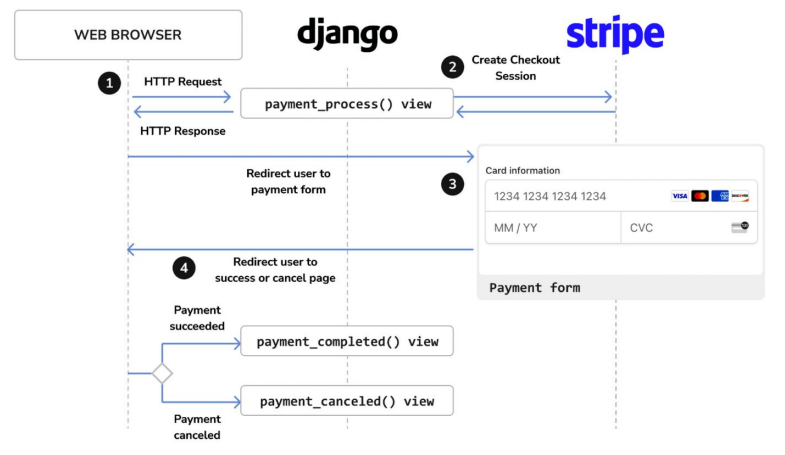 WEB BROWSER
django
stripe
1
HTTP Request
2
Create Checkout
Session
payment_process() view
HTTP Response
Redirect user to
payment form
3
Card information
1234 1234 1234 1234
VISA
MM / YY
CVC
Payment form
4
Redirect user to
success or cancel page
Payment
succeeded
payment_completed() view
payment_canceled() view
Payment
canceled